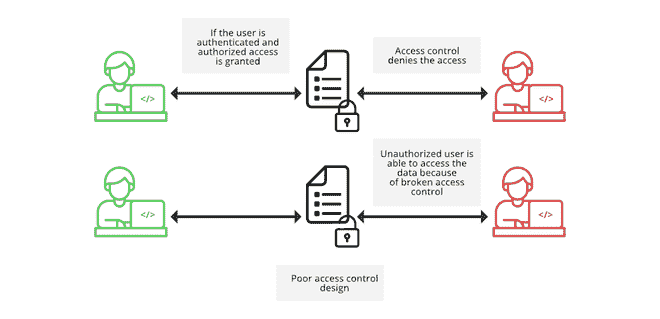 If the user is
authenticated and
authorized access
is granted
Access control
denies the access
</>
</>
Unauthorized user is
able to access the
data because
of broken access
control
</>
</>
Poor access control
design